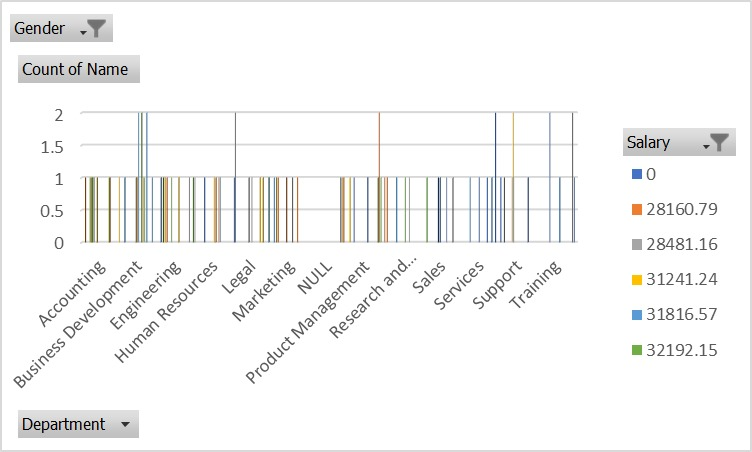 Gender
Count of Name
2
1.5
1
0.5
0
Accounting
Business Development
Engineering
Human Resources
Legal
Marketing
NULL
Product Management
Research and...
Sales
Services
Support
Training
Salary
0
28160.79
28481.16
31241.24
31816.57
32192.15
Department